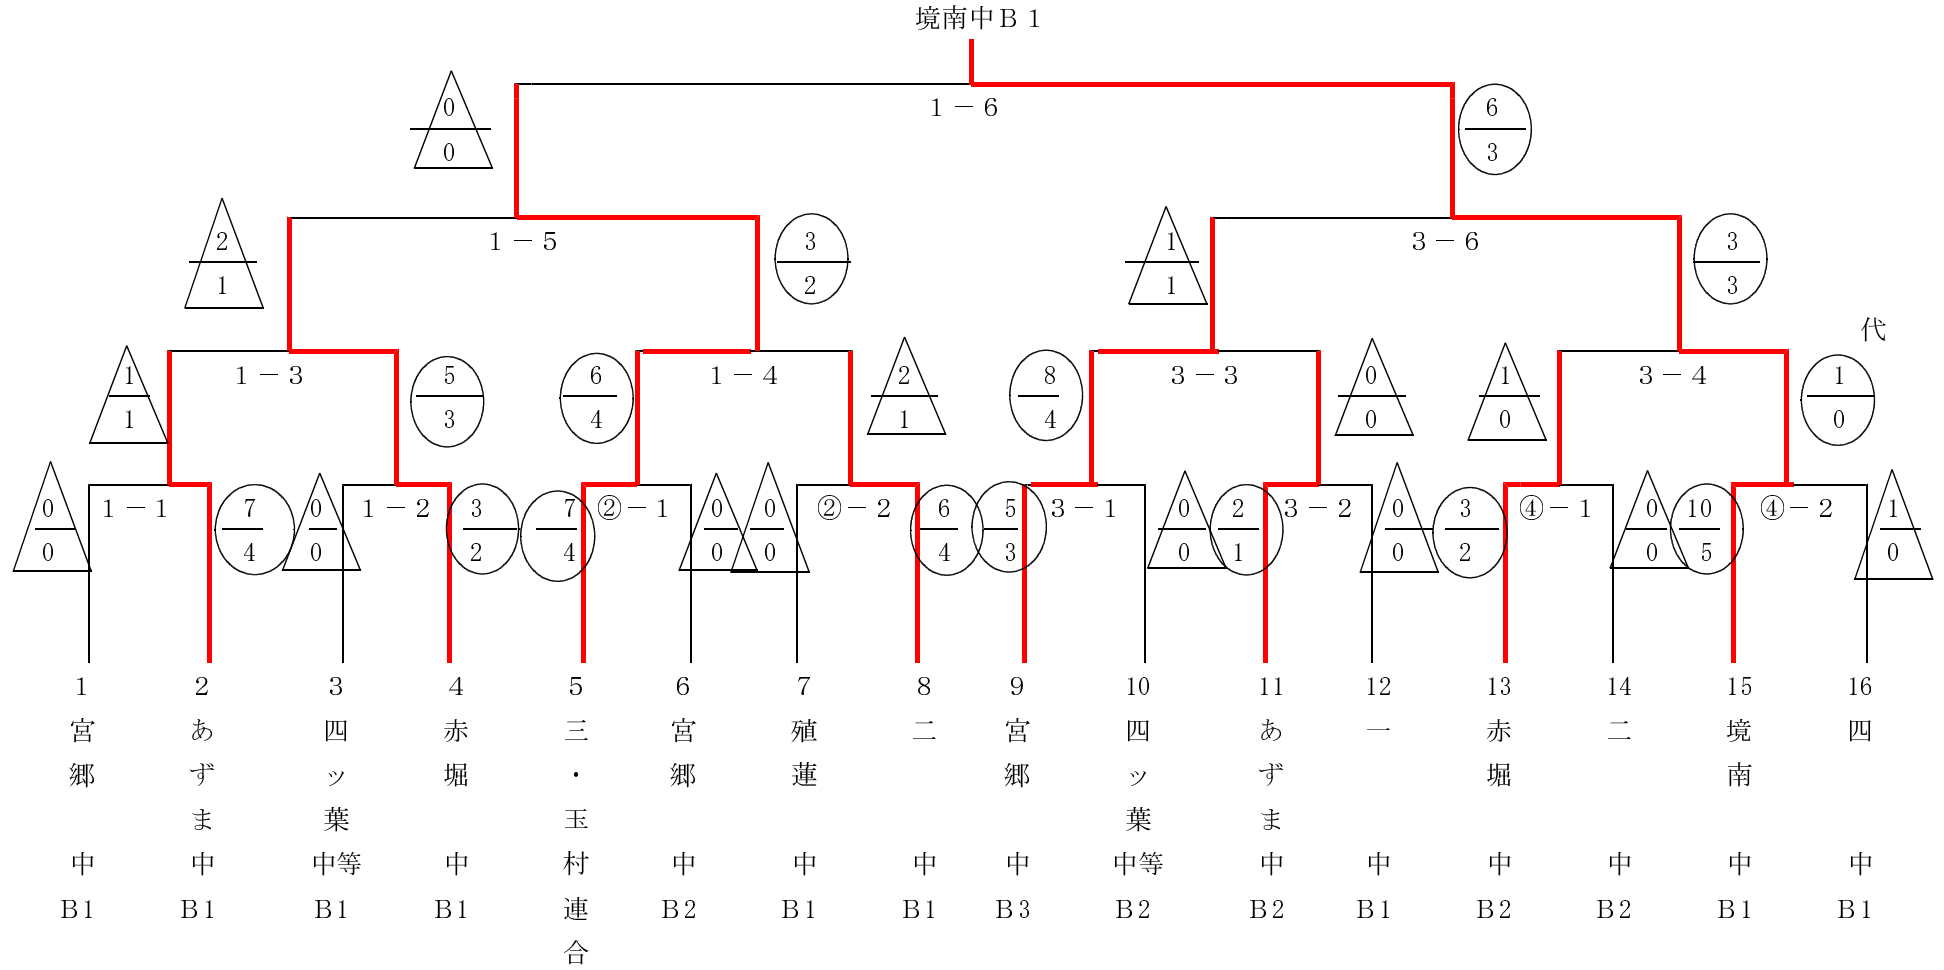 境南中Ｂ１
0 6
１－６
0 3
2 3 1 3
１－５ ３－６
1 2 1 3
代
1 5 6 2 8 0 1 1
１－３ １－４ ３－３ ３－４
1 3 4 1 4 0 0 0
0 7 0 3 7 0 0 6 5 0 2 0 3 0 10 1
１－１ １－２ ②－１ ②－２ ３－１ ３－２ ④－１ ④－２
0 4 0 2 4 0 0 4 3 0 1 0 2 0 5 0
1 宮郷中 B1
2 あずま中 B1
3 四ッ葉中等 B1
4 赤堀中 B1
5 三・玉村連合
6 宮郷中 B2
7 殖蓮中 B1
8 二中 B1
9 宮郷中 B3
10 四ッ葉中等 B2
11 あずま中 B2
12 一中 B1
13 赤堀中 B2
14 二中 B2
15 境南中 B1
16 四中 B1